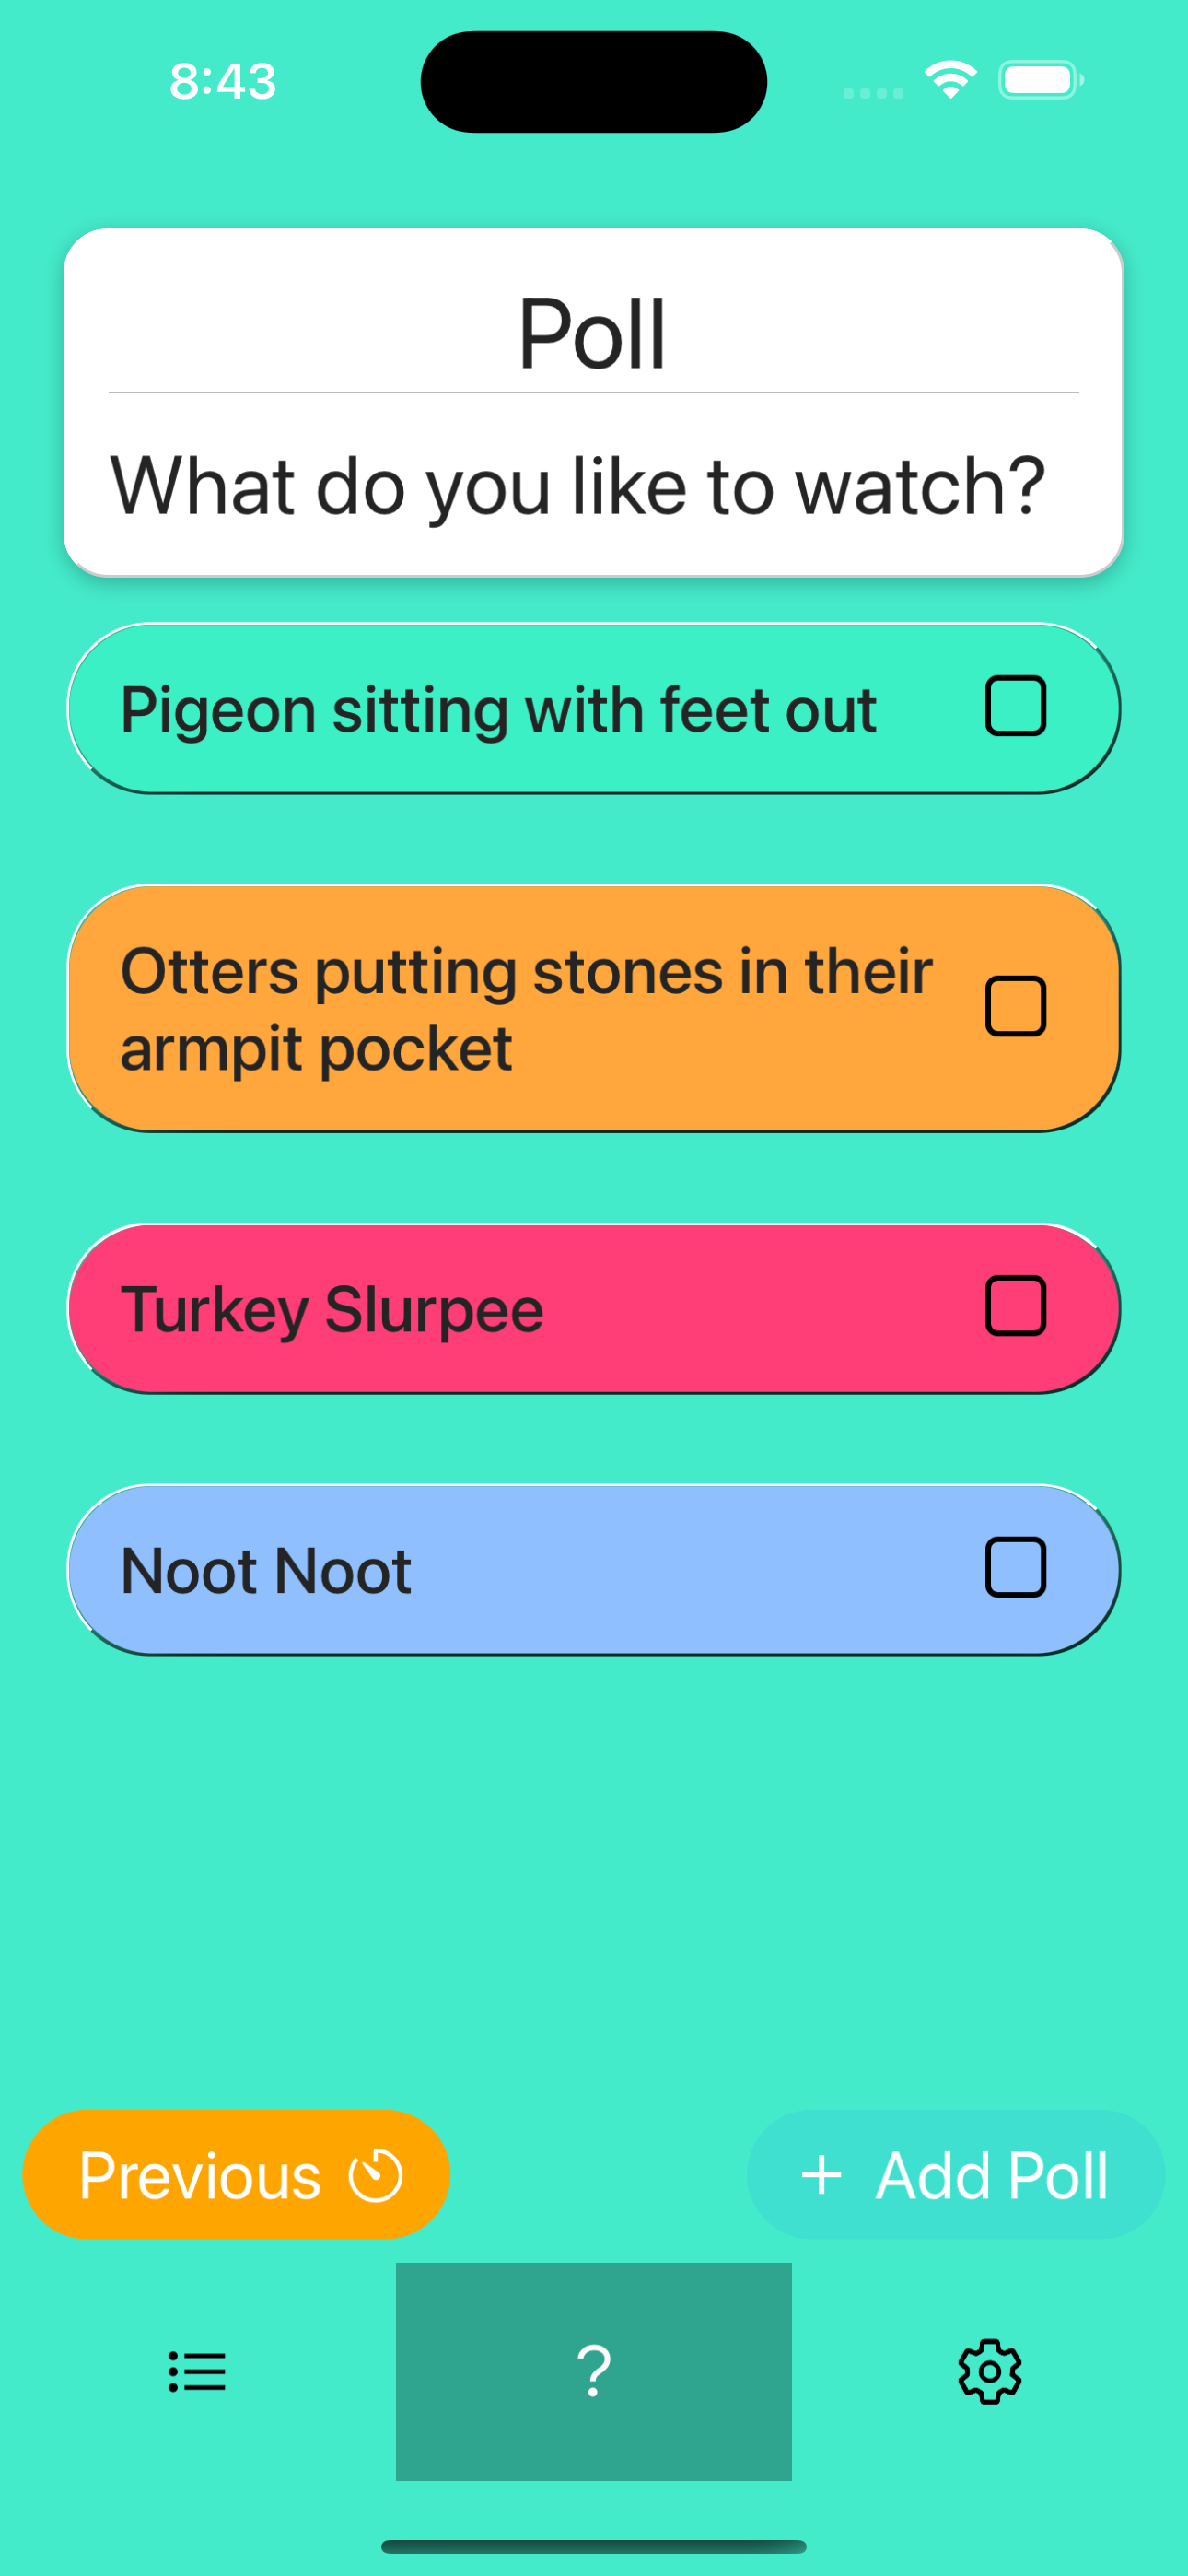 8:43
Poll
What do you like to watch?
Pigeon sitting with feet out
Otters putting stones in their
armpit pocket
Turkey Slurpee
Noot Noot
Previous
+ Add Poll
?